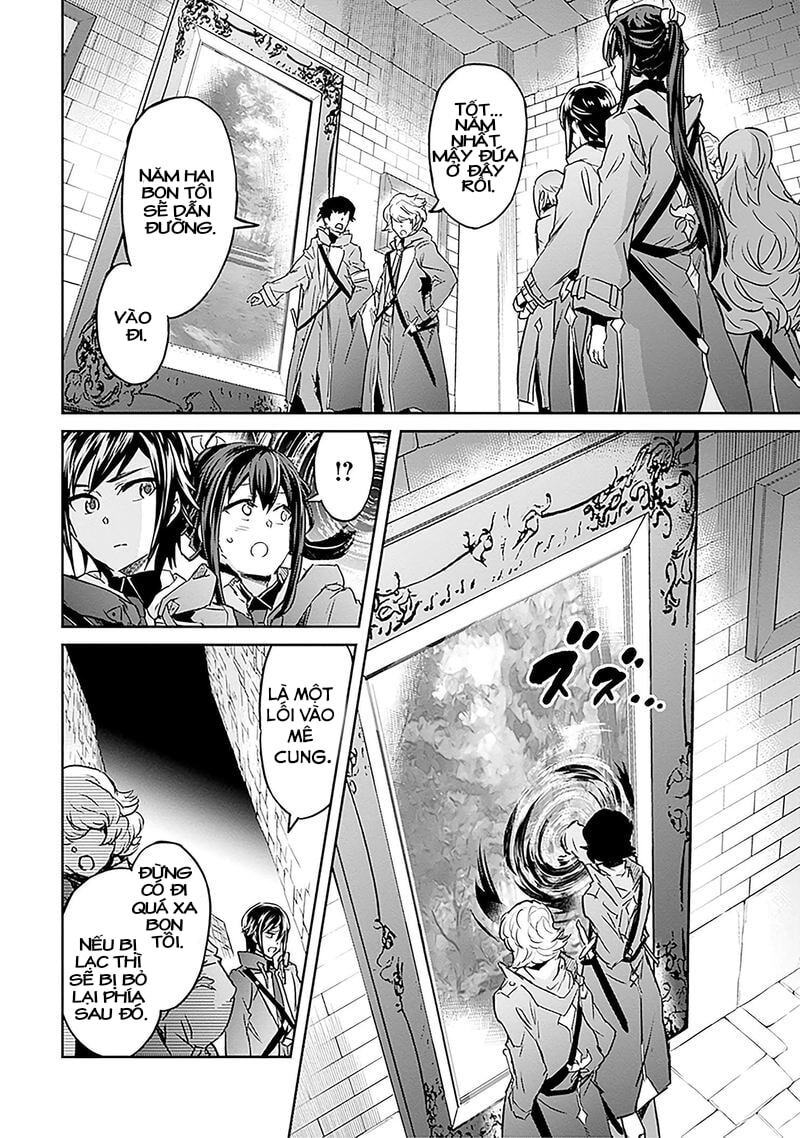 TỐT...
NĂM
NHẤT
MẤY ĐỨA
Ở ĐÂY
RỒI.
NĂM HAI
BỌN TÔI
SẼ DẪN
ĐƯỜNG.
VÀO
ĐI.
!?
ズズ...
LÀ MỘT
LỐI VÀO
MÊ
CUNG.
ĐỪNG
CÓ ĐI
QUÁ XA
BỌN
TÔI.
NẾU BỊ
LẠC THÌ
SẼ BỊ BỎ
LẠI PHÍA
SAU ĐÓ.